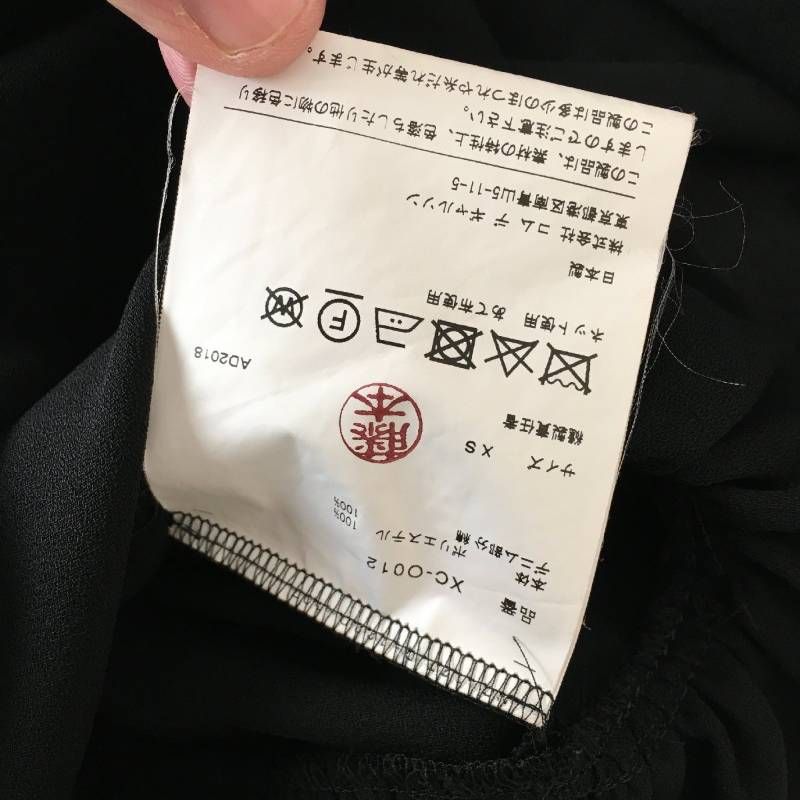 品番 XC-O012
本体 ポリエステル 100%
デニム部分 綿 100%
サイズ XS
縫製責任者 藤本
AD2018
F
W
ネット使用 あて布使用
日本製
株式会社 コム デ ギャルソン
東京都港区南青山5-11-5
この製品は、素材の特性上、色落ちしたり他の物に色移り
しますのでご注意下さい。
この製品は多少のほつれや糸だれ等が生じます。